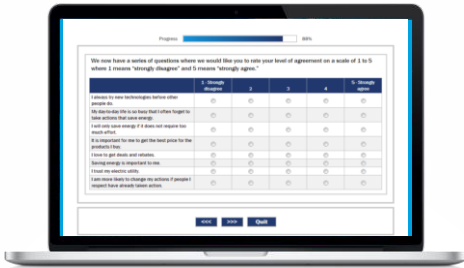 Progress 88%
We now have a series of questions where we would like you to rate your level of agreement on a scale of 1 to 5
where 1 means "strongly disagree" and 5 means "strongly agree."
1 - Strongly
disagree
2
3
4
5 - Strongly
agree
I always try new technologies before other
people do.
My day-to-day life is so busy that I often forget to
take actions that save energy.
I will only save energy if it does not require too
much effort.
It is important for me to get the best price for the
products I buy.
I love to get deals and rebates.
Saving energy is important to me.
I trust my electric utility.
I am more likely to change my actions if people I
respect have already taken action.
<<< >>> Quit